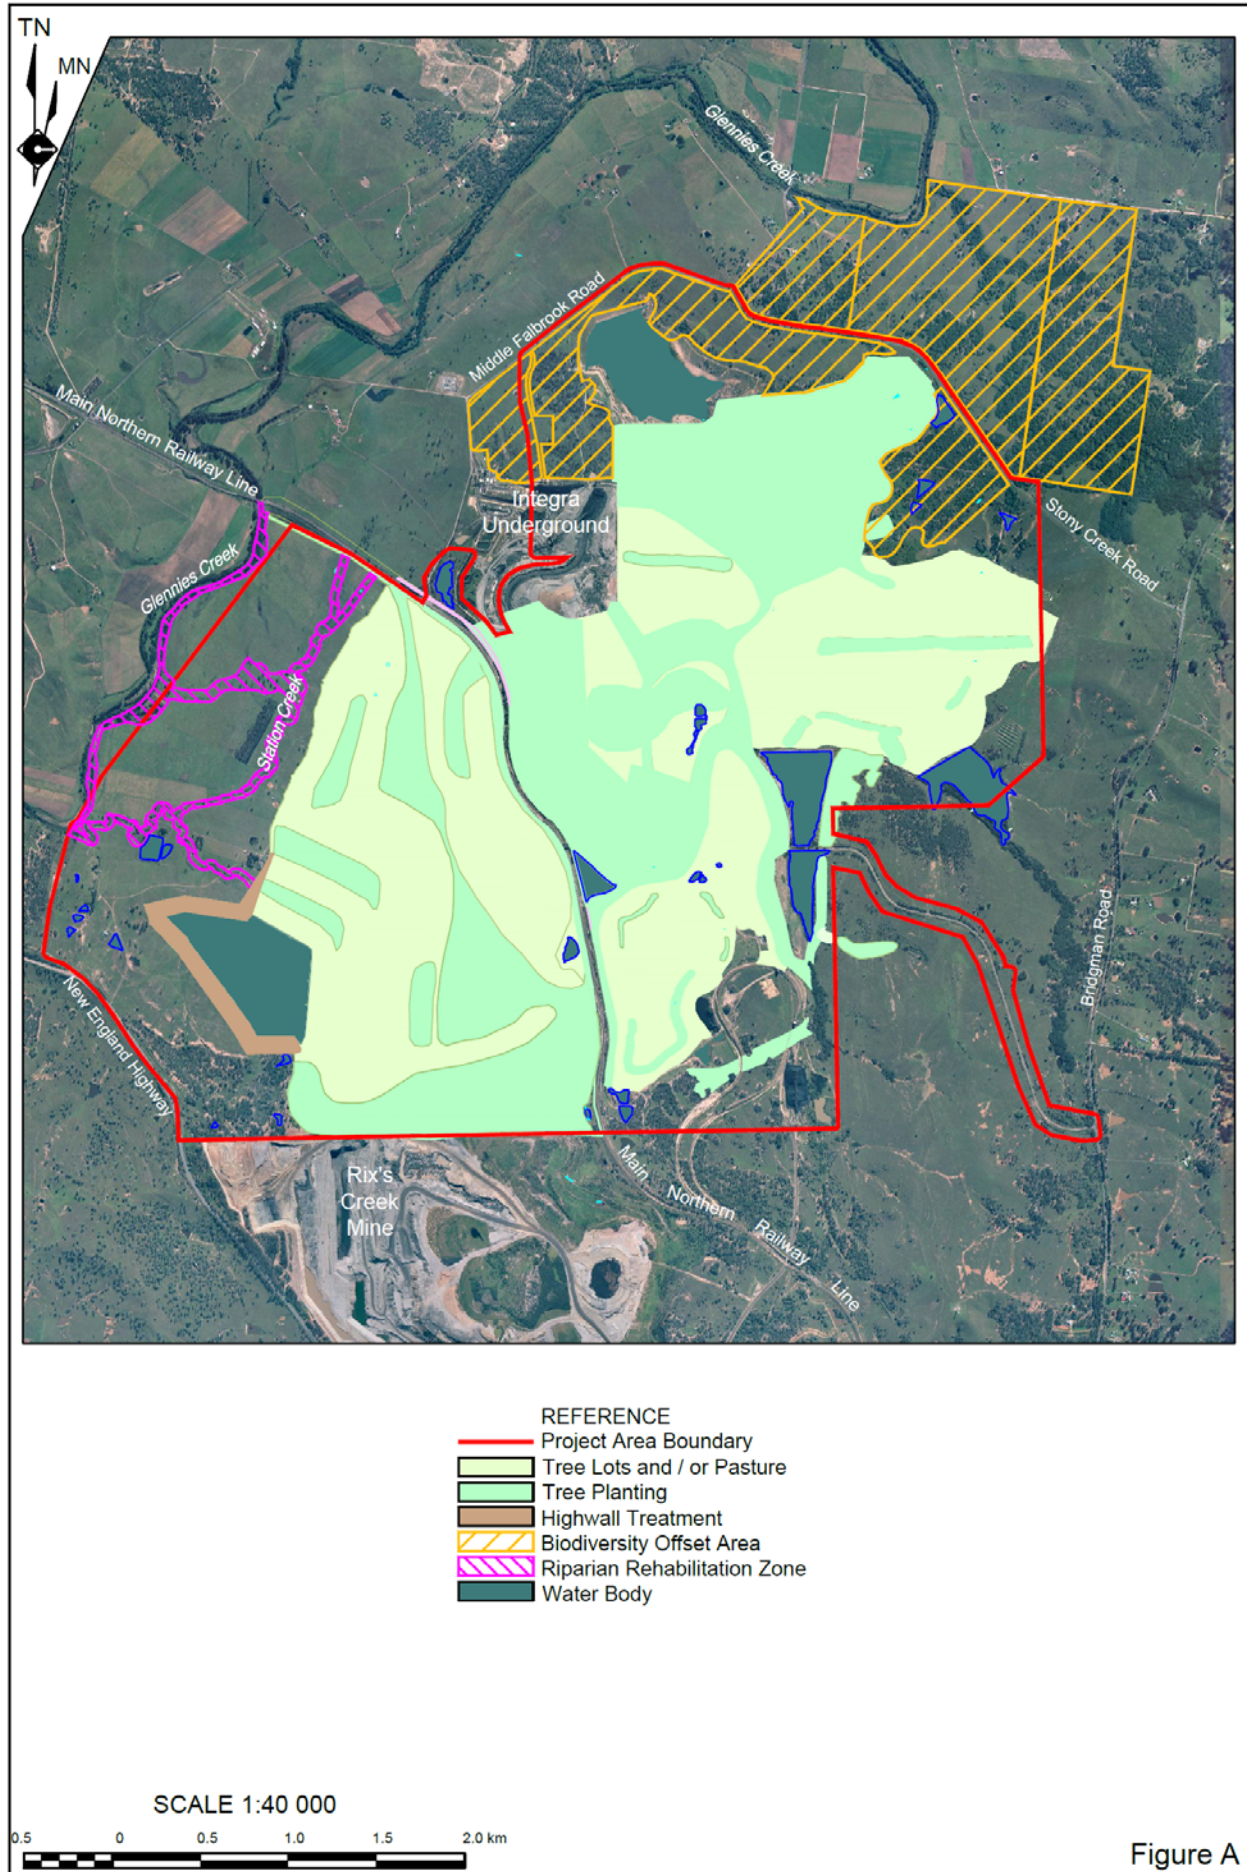 TN
MN
Glennies Creek
Middle Falbrook Road
Main Northern Railway Line
Integra
Underground
Stony Creek Road
Glennies Creek
Station Creek
Bridgman Road
New England Highway
Rix's
Creek
Mine
Main Northern Railway Line
REFERENCE
Project Area Boundary
Tree Lots and / or Pasture
Tree Planting
Highwall Treatment
Biodiversity Offset Area
Riparian Rehabilitation Zone
Water Body
SCALE 1:40 000
0.5 0 0.5 1.0 1.5 2.0 km
Figure A